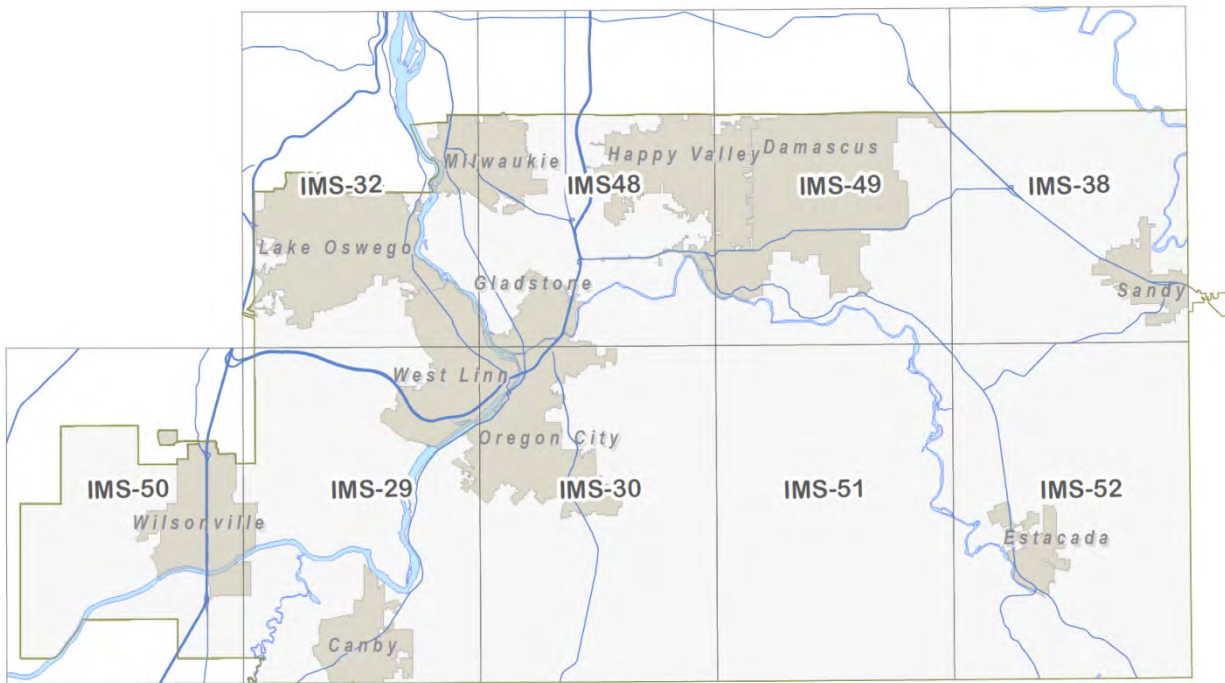 Milwaukie
Happy Valley
Damascus
IMS-32
IMS48
IMS-49
IMS-38
Lake Oswego
Gladstone
Sandy
West Linn
Oregon City
IMS-50
IMS-29
IMS-30
IMS-51
IMS-52
Wilsonville
Estacada
Canby